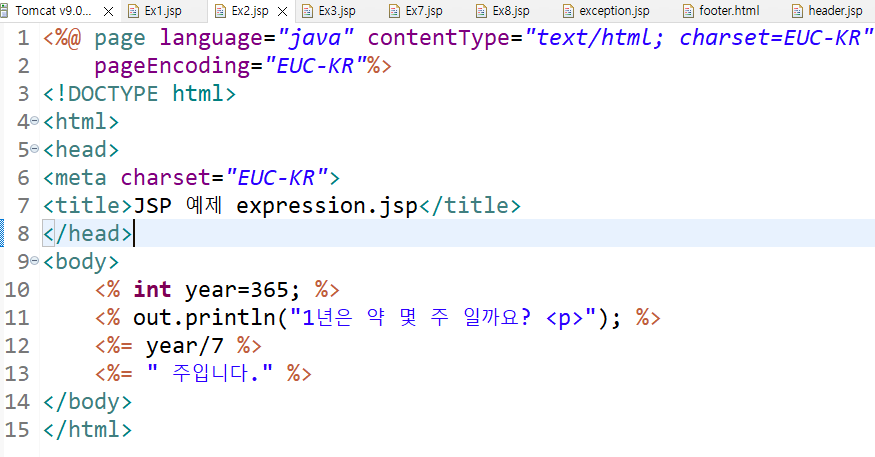 Tomcat v9.0... Ex1.jsp Ex2.jsp Ex3.jsp Ex7.jsp Ex8.jsp exception.jsp footer.html header.jsp
1 <%@ page language="java" contentType="text/html; charset=EUC-KR"
2 pageEncoding="EUC-KR"%>
3 <!DOCTYPE html>
4 <html>
5 <head>
6 <meta charset="EUC-KR">
7 <title>JSP 예제 expression.jsp</title>
8 </head>
9 <body>
10 <% int year=365; %>
11 <% out.println("1년은 약 몇 주 일까요? <p>"); %>
12 <%= year/7 %>
13 <%= " 주입니다." %>
14 </body>
15 </html>